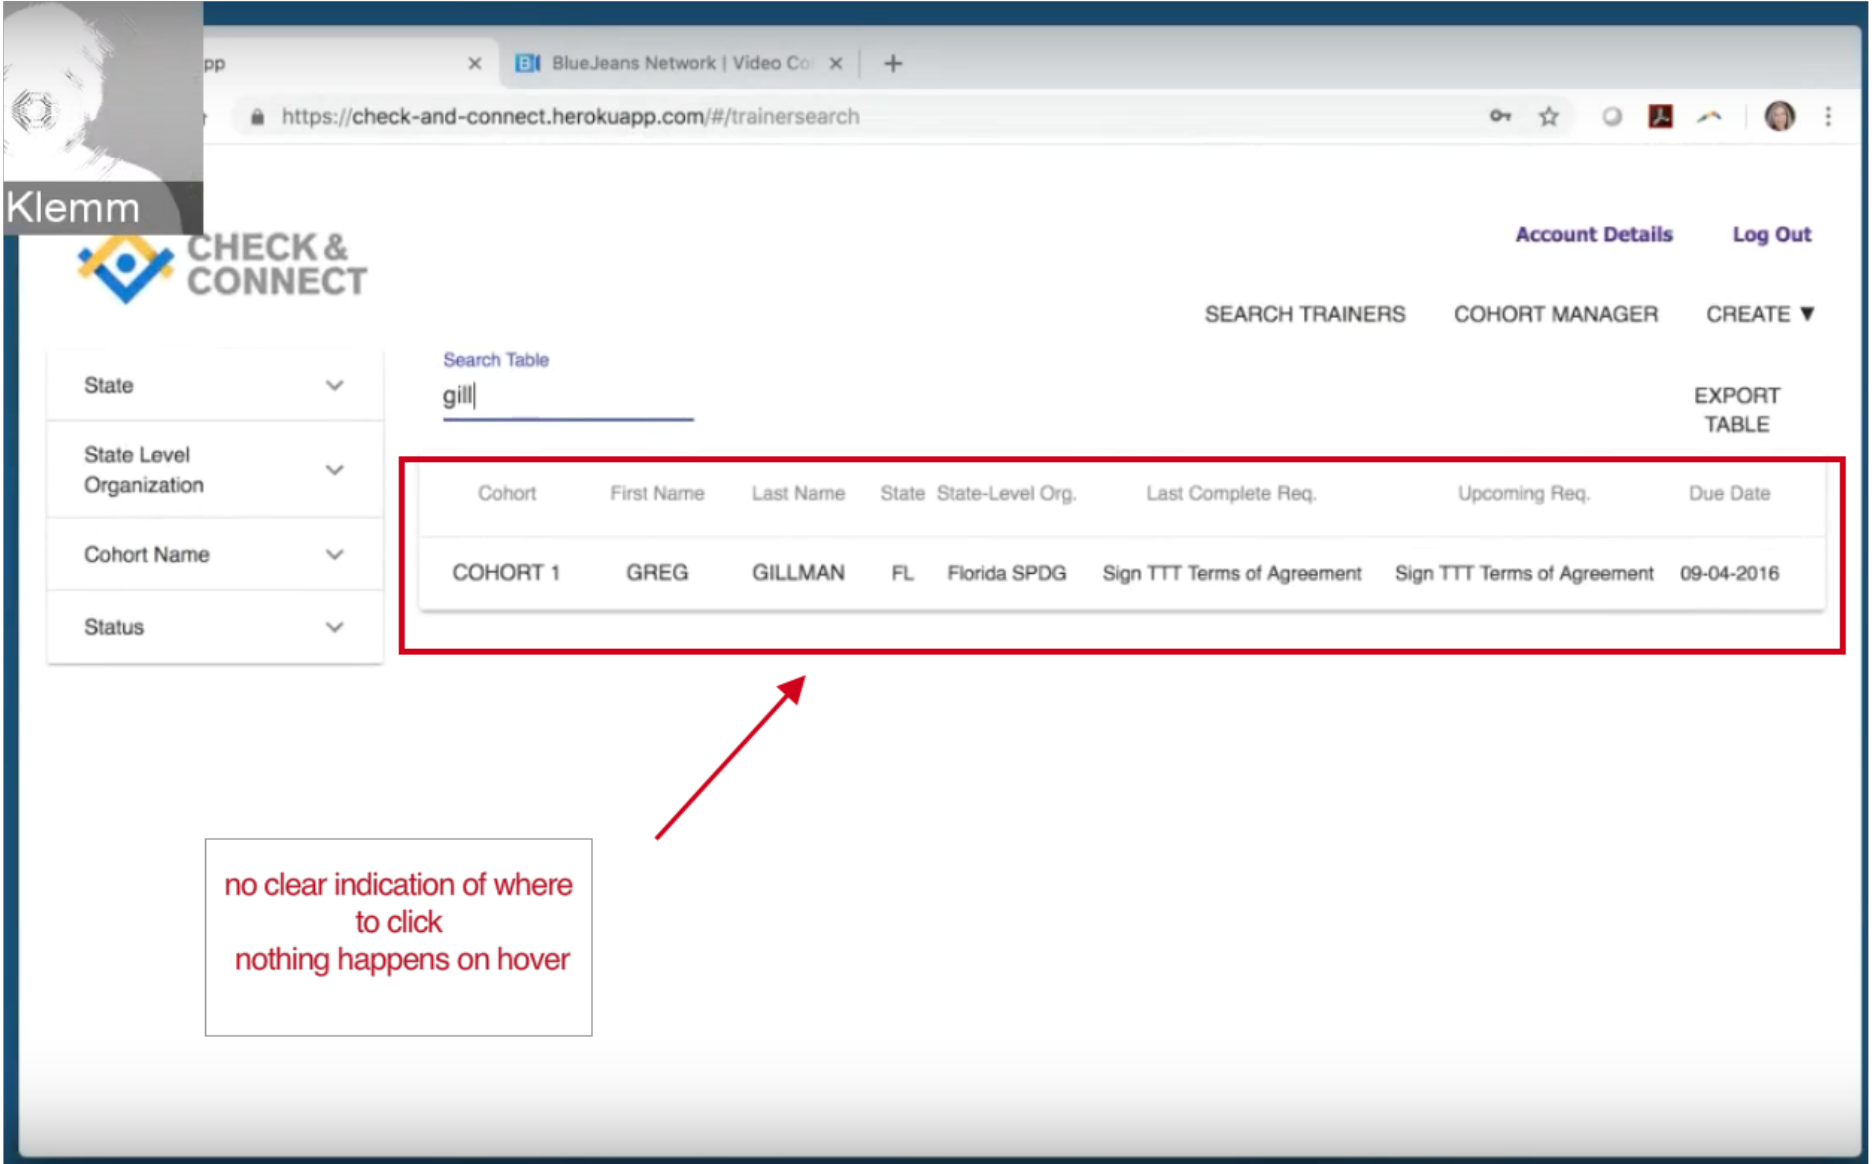 pp
BlueJeans Network | Video Co
https://check-and-connect.herokuapp.com/#/trainersearch
Klemm
CHECK &
CONNECT
Account Details
Log Out
SEARCH TRAINERS
COHORT MANAGER
CREATE ▼
State
State Level
Organization
Cohort Name
Status
Search Table
gill
EXPORT
TABLE
Cohort First Name Last Name State State-Level Org. Last Complete Req. Upcoming Req. Due Date
COHORT 1 GREG GILLMAN FL Florida SPDG Sign TTT Terms of Agreement Sign TTT Terms of Agreement 09-04-2016
no clear indication of where
to click
nothing happens on hover